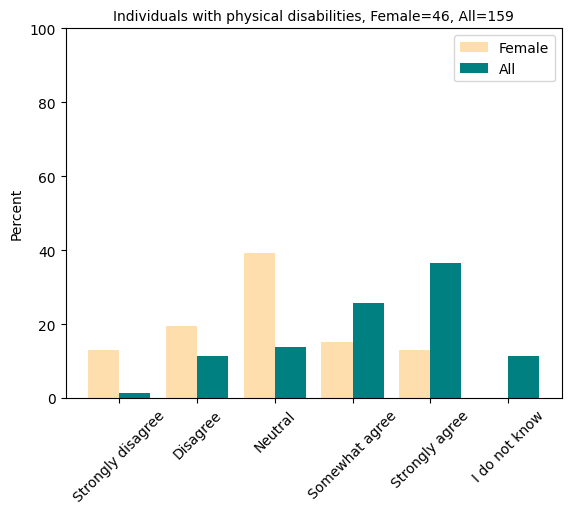 Individuals with physical disabilities, Female=46, All=159
Female
All
Percent
100
80
60
40
20
0
Strongly disagree
Disagree
Neutral
Somewhat agree
Strongly agree
I do not know